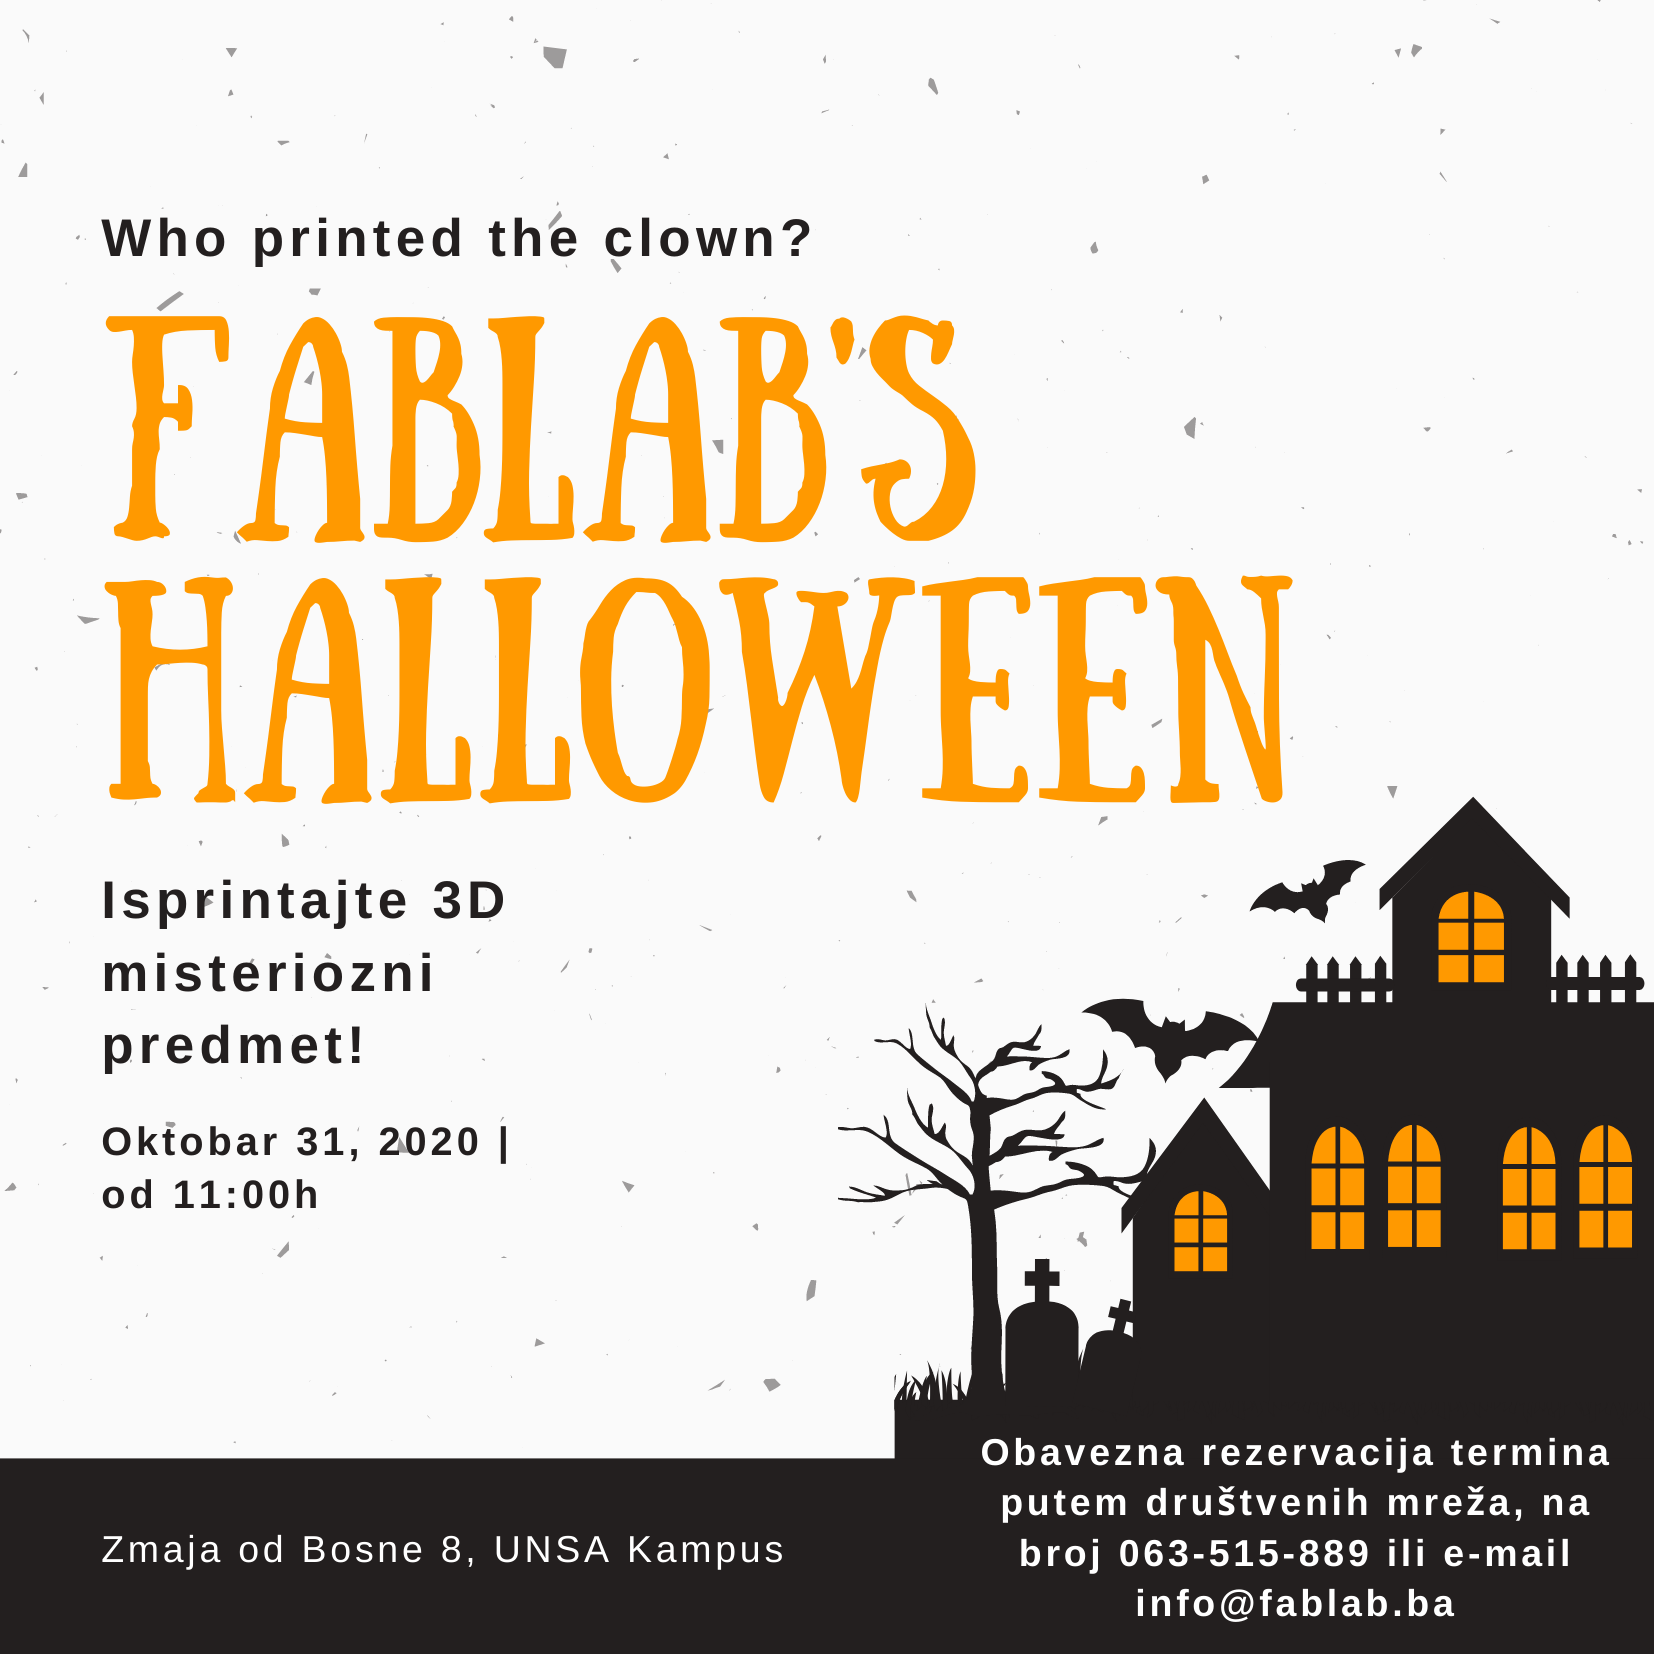 Who printed the clown?
FABLAB'S
HALLOWEEN
Isprintajte 3D
misteriozni
predmet!
Oktobar 31, 2020 |
od 11:00h
Zmaja od Bosne 8, UNSA Kampus
Obavezna rezervacija termina
putem društvenih mreža, na
broj 063-515-889 ili e-mail
info@fablab.ba